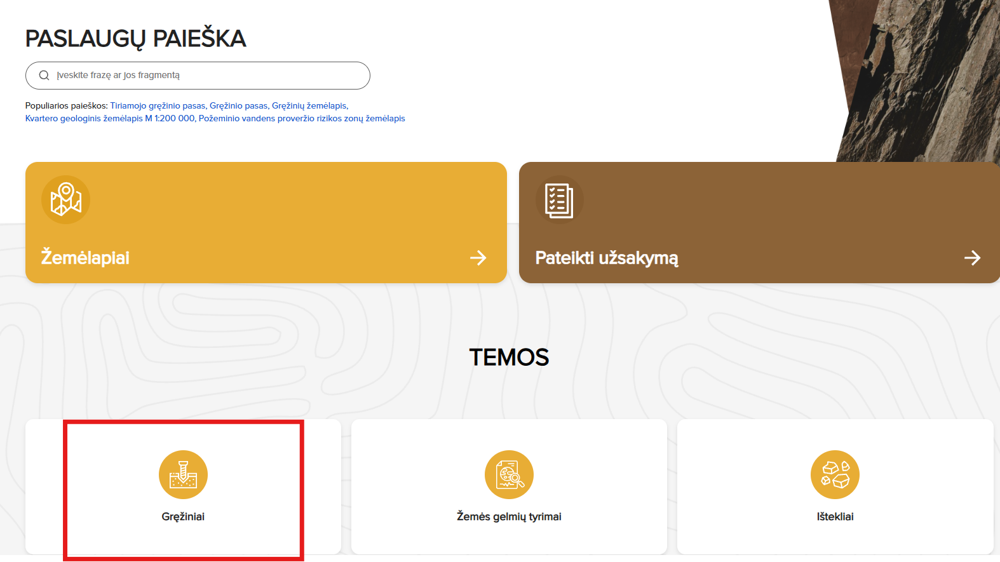 PASLAUGŲ PAIEŠKA
Įveskite frazę ar jos fragmentą
Populiarios paieškos: Tiriamojo gręžinio pasas, Gręžinio pasas, Gręžinių žemėlapis,
Kvartero geologinis žemėlapis M 1:200 000, Požeminio vandens proveržio rizikos zonų žemėlapis
Žemėlapiai
Pateikti užsakymą
TEMOS
Gręžiniai
Žemės gelmių tyrimai
Ištekliai